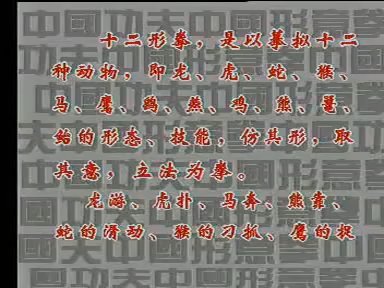 十二形拳，是以摹拟十二
种动物，即龙、虎、蛇、猴、
马、鹰、鹞、燕、鸡、熊、鼍、
鲐的形态、技能，仿其形，取
其意，立法为拳。
龙游、虎扑、马奔、熊靠、
蛇的滑动、猴的刁抓、鹰的捉